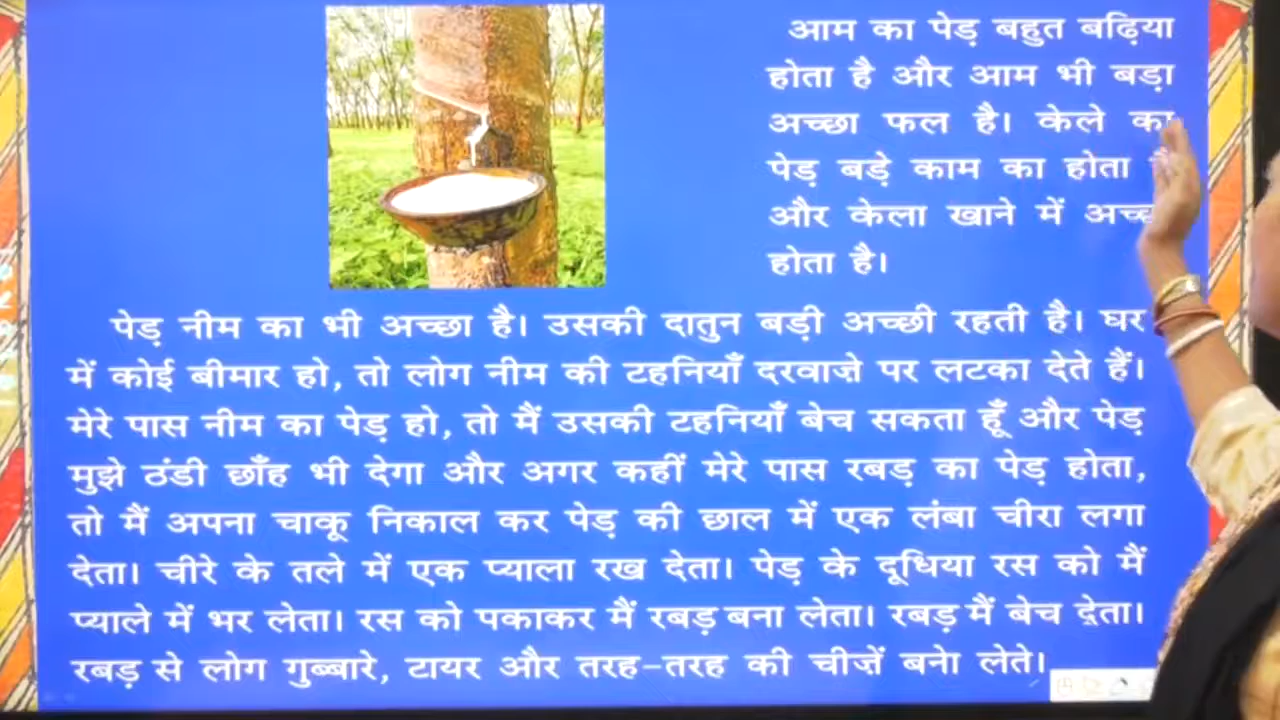 आम का पेड़ बहुत बढ़िया
होता है और आम भी बड़ा
अच्छा फल है। केले का
पेड़ बड़े काम का होता
और केला खाने में
होता है।
पेड़ नीम का भी अच्छा है। उसकी दातुन बड़ी अच्छी रहती है। घर
में कोई बीमार हो, तो लोग नीम की टहनियाँ दरवाज़े पर लटका देते हैं।
मेरे पास नीम का पेड़ हो, तो मैं उसकी टहनियाँ बेच सकता हूँ और पेड़
मुझे ठंडी छाँह भी देगा और अगर कहीं मेरे पास रबड़ का पेड़ होता,
तो मैं अपना चाकू निकाल कर पेड़ की छाल में एक लंबा चीरा लगा
देता। चीरे के तले में एक प्याला रख देता। पेड़ के दूधिया रस को मैं
प्याले में भर लेता। रस को पकाकर मैं रबड़ बना लेता। रबड़ मैं बेच देता।
रबड़ से लोग गुब्बारे, टायर और तरह-तरह की चीज़ें बना लेते।